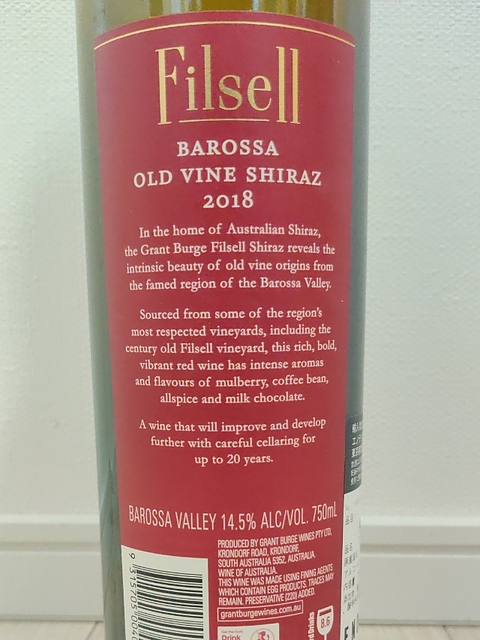 Filsell
BAROSSA
OLD VINE SHIRAZ
2018
In the home of Australian Shiraz,
the Grant Burge Filsell Shiraz reveals the
intrinsic beauty of old vine origins from
the famed region of the Barossa Valley.
Sourced from some of the region's
most respected vineyards, including the
century old Filsell vineyard, this rich, bold,
vibrant red wine has intense aromas
and flavours of mulberry, coffee bean,
allspice and milk chocolate.
A wine that will improve and develop
further with careful cellaring for
up to 20 years.
BAROSSA VALLEY 14.5% ALC/VOL. 750mL
PRODUCED BY GRANT BURGE WINES PTY LTD,
KRONDORF ROAD, KRONDORF,
SOUTH AUSTRALIA 5352, AUSTRALIA.
WINE OF AUSTRALIA.
THIS WINE WAS MADE USING FINING AGENTS
WHICH CONTAIN EGG PRODUCTS. TRACES MAY
REMAIN. PRESERVATIVE (220) ADDED.
grantburgewines.com.au
Drink
8.6